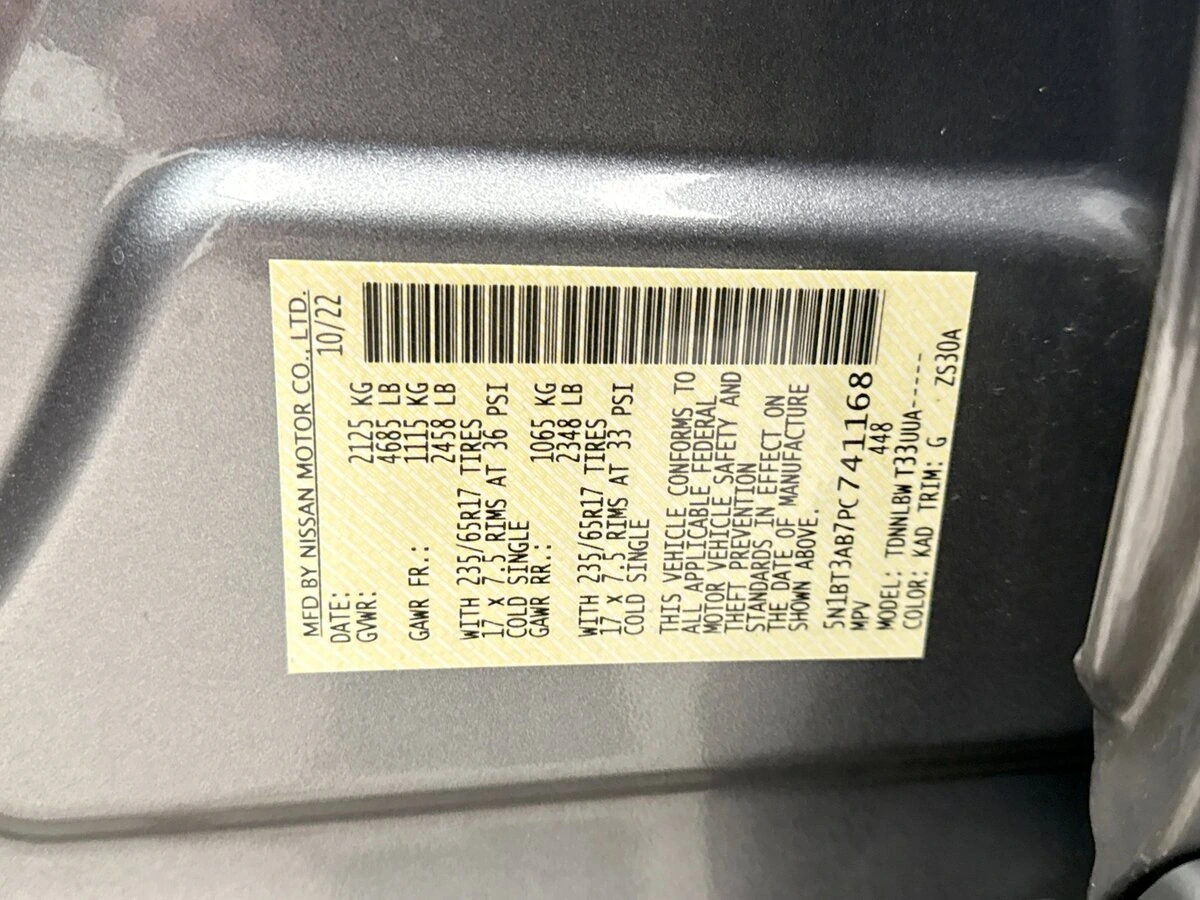 MFD BY NISSAN MOTOR CO., LTD.
DATE: 10/22
GVWR: 2125 KG
4685 LB
GAWR FR.: 1115 KG
2458 LB
WITH 235/65R17 TIRES
17 X 7.5 RIMS AT 36 PSI
COLD SINGLE
GAWR RR.: 1065 KG
2348 LB
WITH 235/65R17 TIRES
17 X 7.5 RIMS AT 33 PSI
COLD SINGLE
THIS VEHICLE CONFORMS TO
ALL APPLICABLE FEDERAL
MOTOR VEHICLE SAFETY AND
THEFT PREVENTION
STANDARDS IN EFFECT ON
THE DATE OF MANUFACTURE
SHOWN ABOVE.
5N1BT3AB7PC741168
MPV 448
MODEL: TDNNLBW T33UUA-----
COLOR: KAD TRIM: G ZS30A